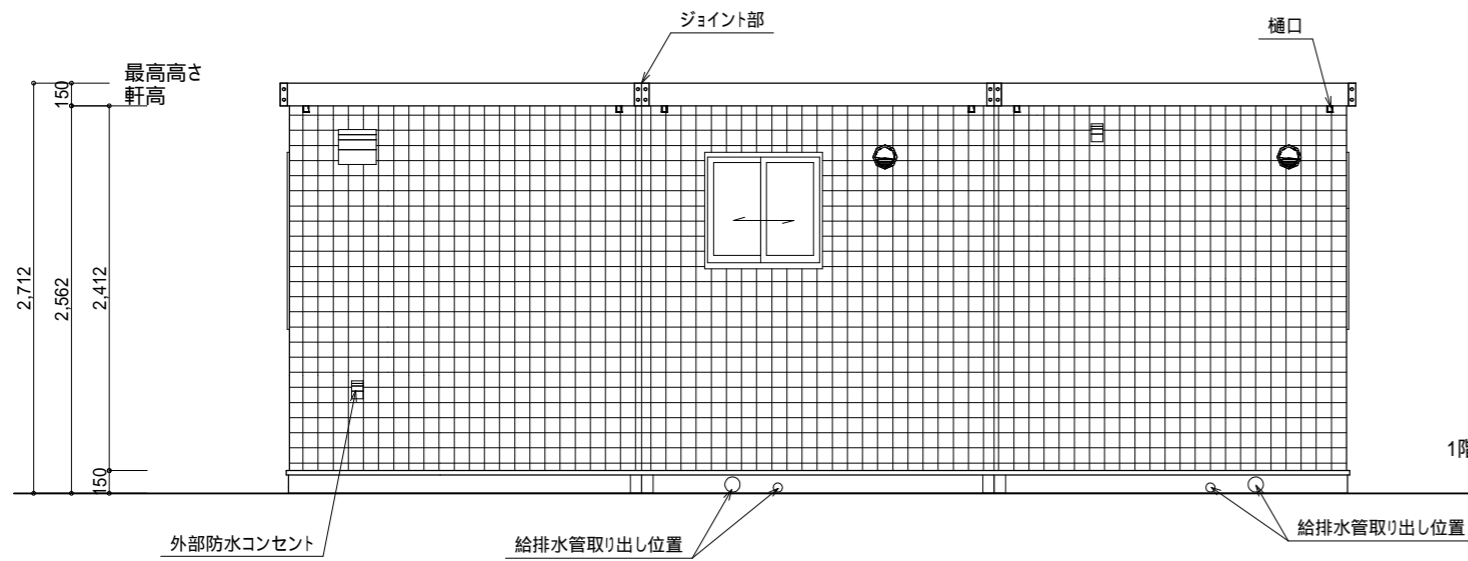 ジョイント部
樋口
最高高さ
軒高
150
2,712
2,562
2,412
150
1階
外部防水コンセント
給排水管取り出し位置
給排水管取り出し位置